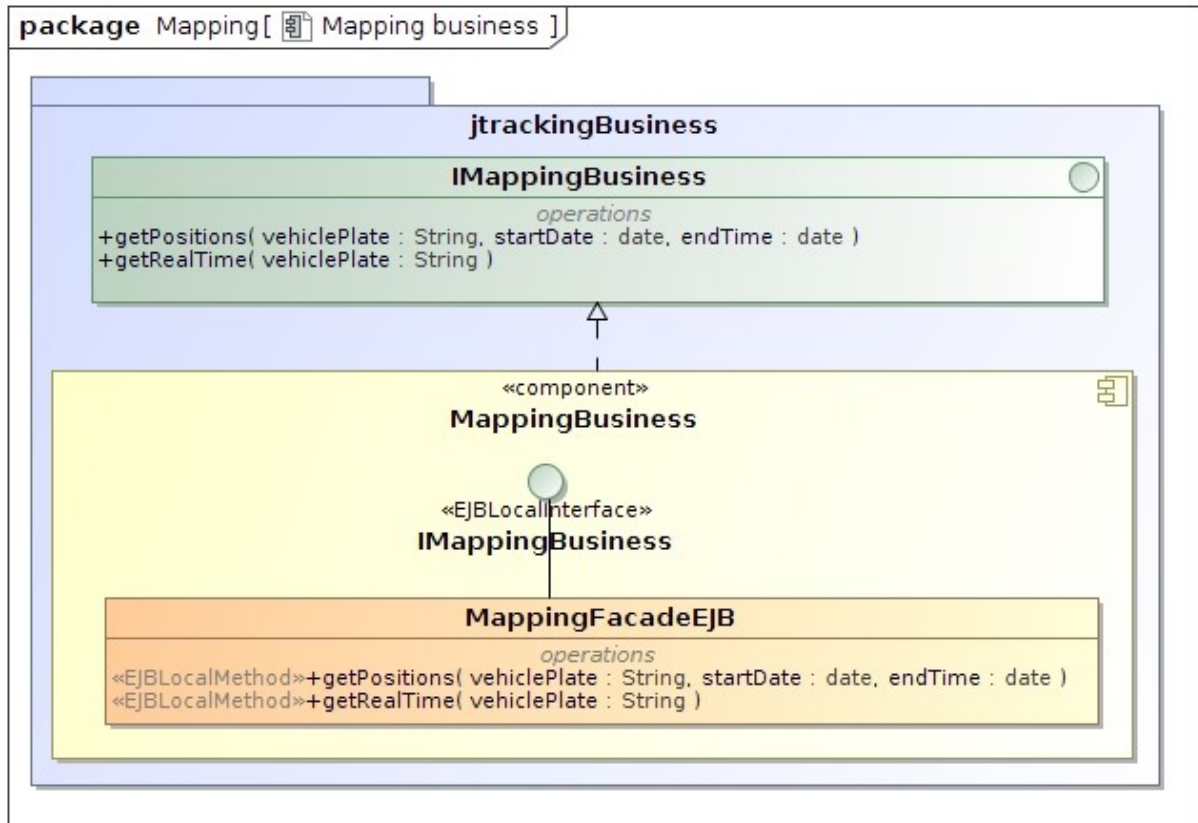 package Mapping[ Mapping business ]
jtrackingBusiness
IMappingBusiness
operations
+getPositions( vehiclePlate : String, startDate : date, endTime : date )
+getRealTime( vehiclePlate : String )
«component»
MappingBusiness
«EJBLocalInterface»
IMappingBusiness
MappingFacadeEJB
operations
«EJBLocalMethod»+getPositions( vehiclePlate : String, startDate : date, endTime : date )
«EJBLocalMethod»+getRealTime( vehiclePlate : String )